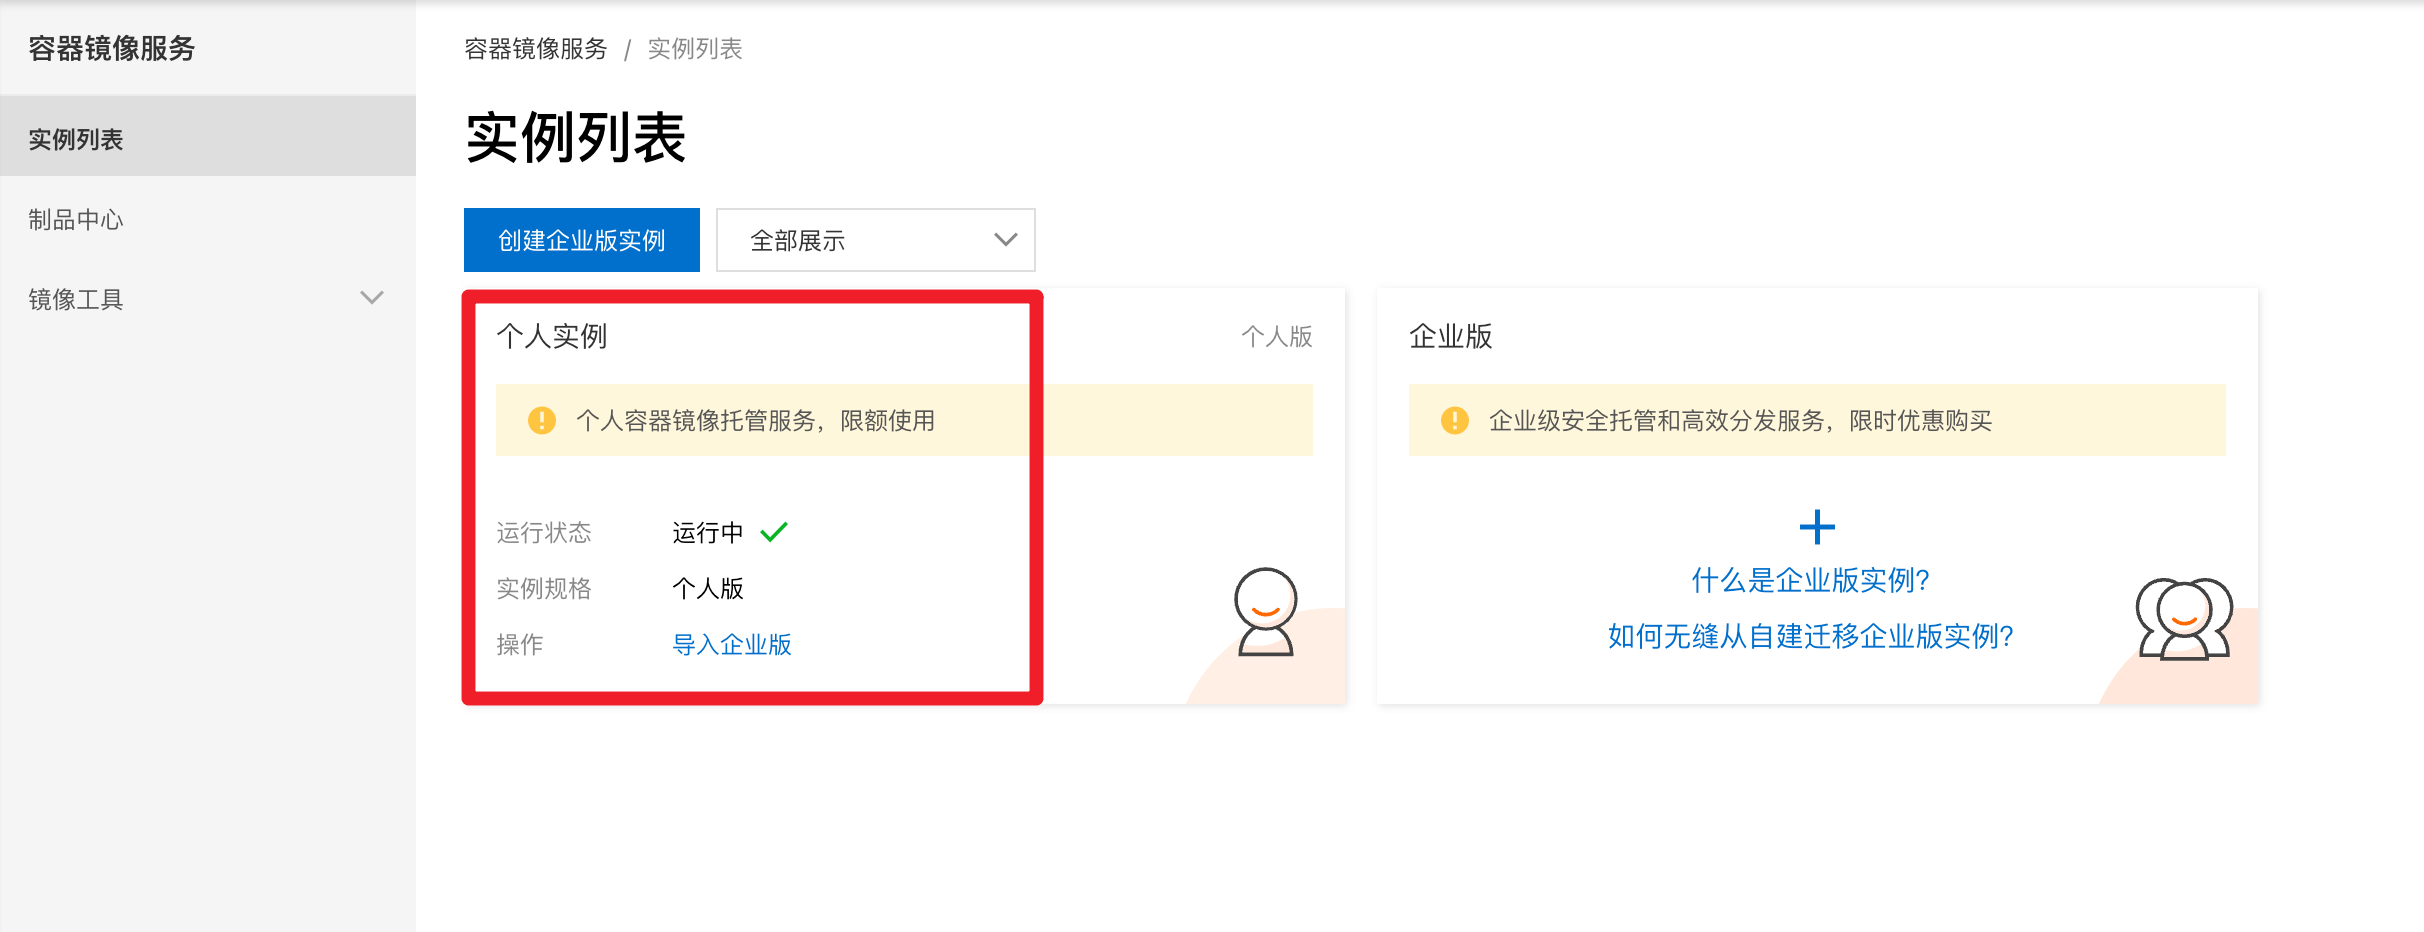 容器镜像服务
实例列表
制品中心
镜像工具
容器镜像服务 / 实例列表
实例列表
创建企业版实例
全部展示
个人实例
个人版
个人容器镜像托管服务，限额使用
运行状态 运行中
实例规格 个人版
操作 导入企业版
企业版
企业级安全托管和高效分发服务，限时优惠购买
什么是企业版实例?
如何无缝从自建迁移企业版实例?